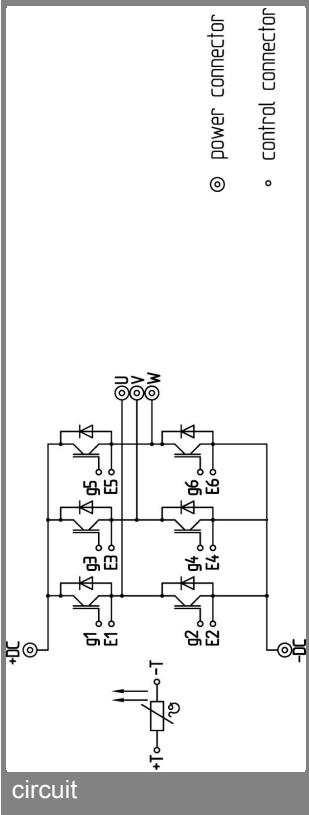 power connector
control connector
U
V
W
g5
E5
g6
E6
g3
E3
g4
E4
g1
E1
g2
E2
+DC
-DC
-T
ϑ
+T
circuit